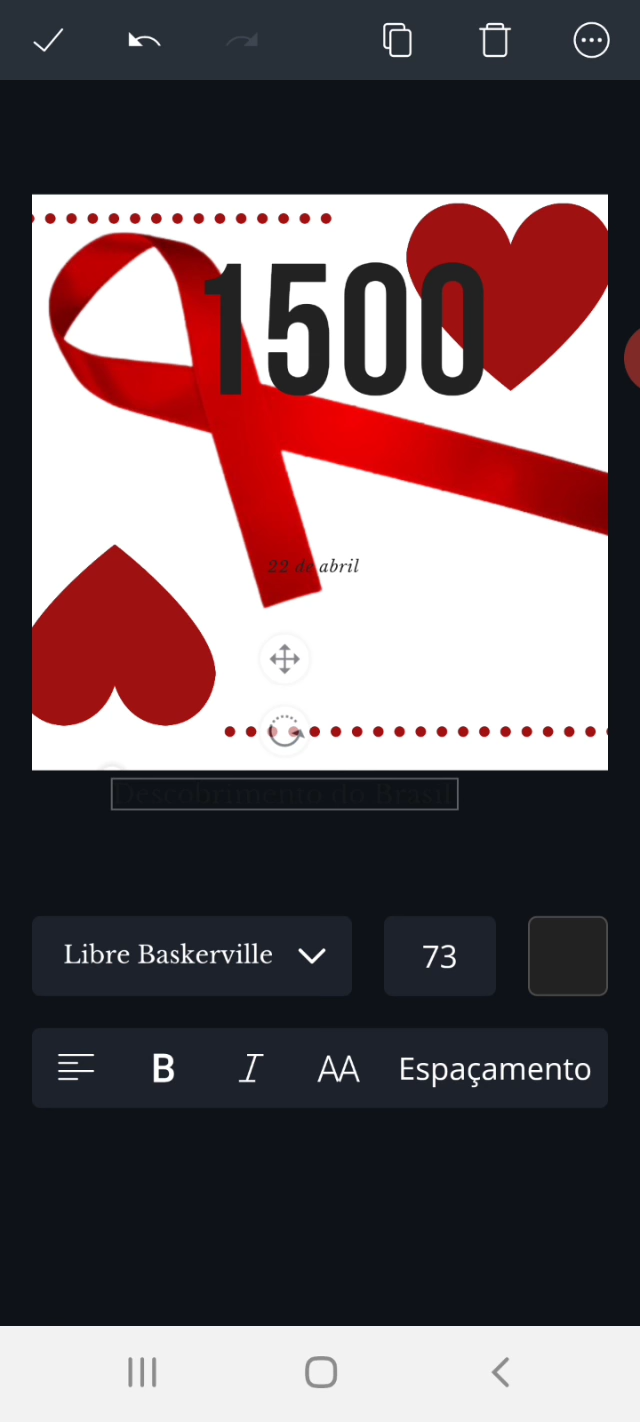 1500
22 de abril
Descobrimento do Brasil
Libre Baskerville
73
B
I
AA
Espaçamento